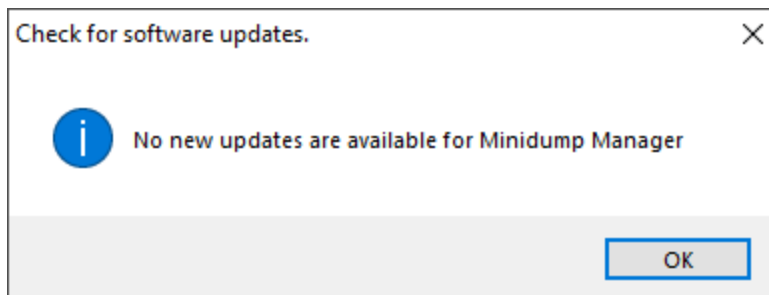 Check for software updates.
No new updates are available for Minidump Manager
OK